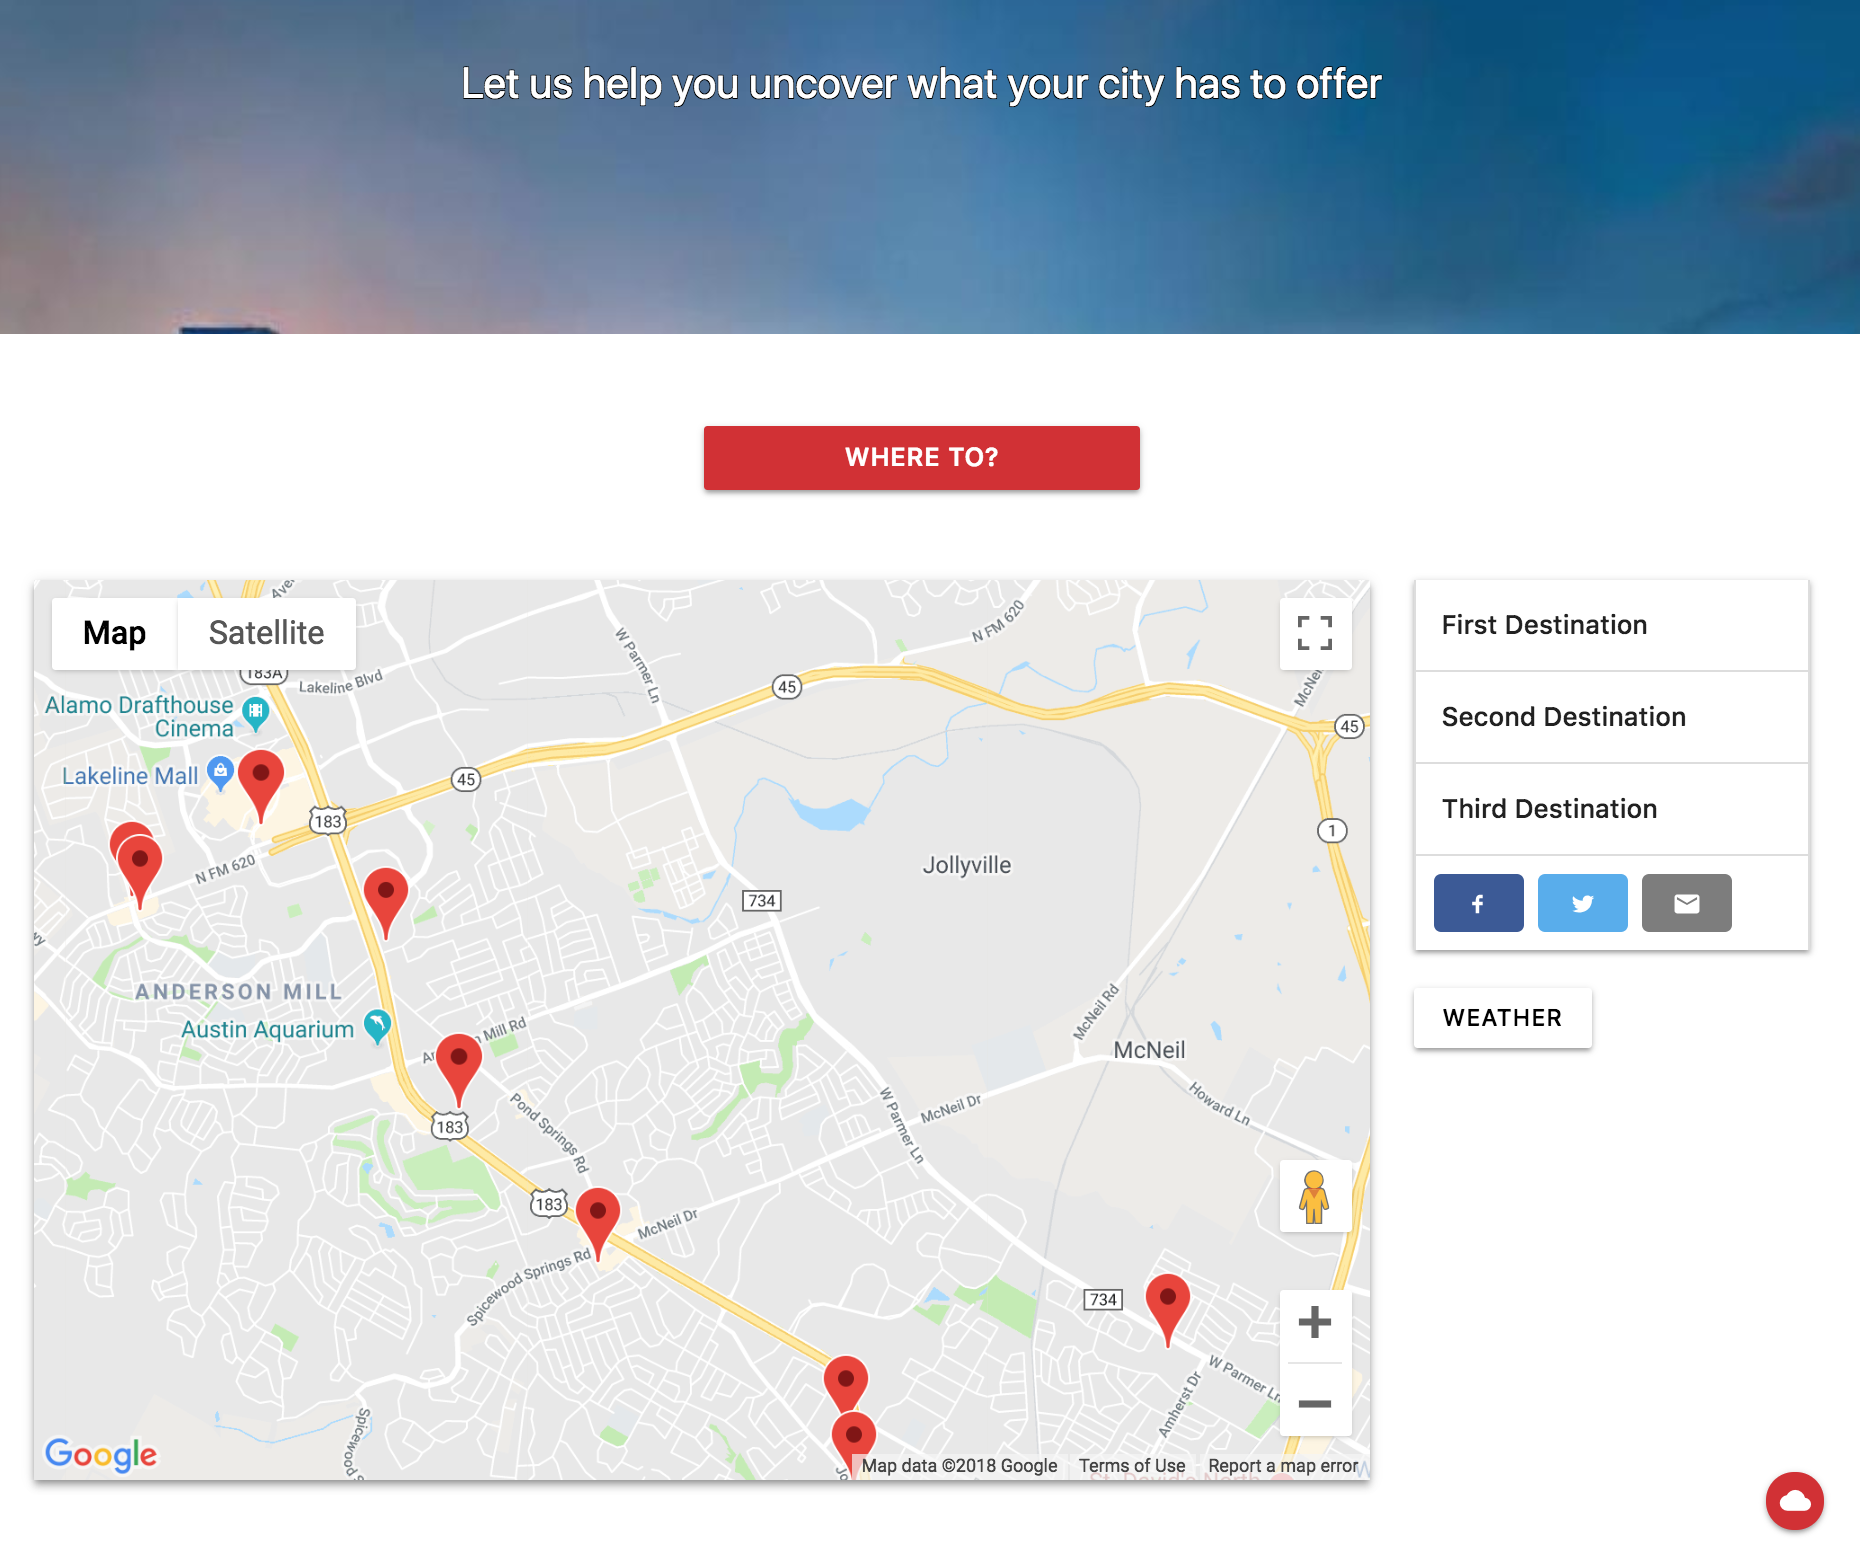 Let us help you uncover what your city has to offer
WHERE TO?
Map
Satellite
183A
Lakeline Blvd
W Parmer Ln
N FM 620
McNeil
45
45
45
Alamo Drafthouse
Cinema
Lakeline Mall
183
1
N FM 620
Jollyville
734
ANDERSON MILL
Austin Aquarium
Mill Rd
McNeil Rd
McNeil
183
Pond Springs Rd
W Parmer Ln
McNeil Dr
Howard Ln
183
McNeil Dr
Spicewood Springs Rd
734
W Parmer Ln
Amherst Dr
Spicewood
Google
Map data ©2018 Google
Terms of Use
Report a map error
St. David's North
First Destination
Second Destination
Third Destination
f
WEATHER